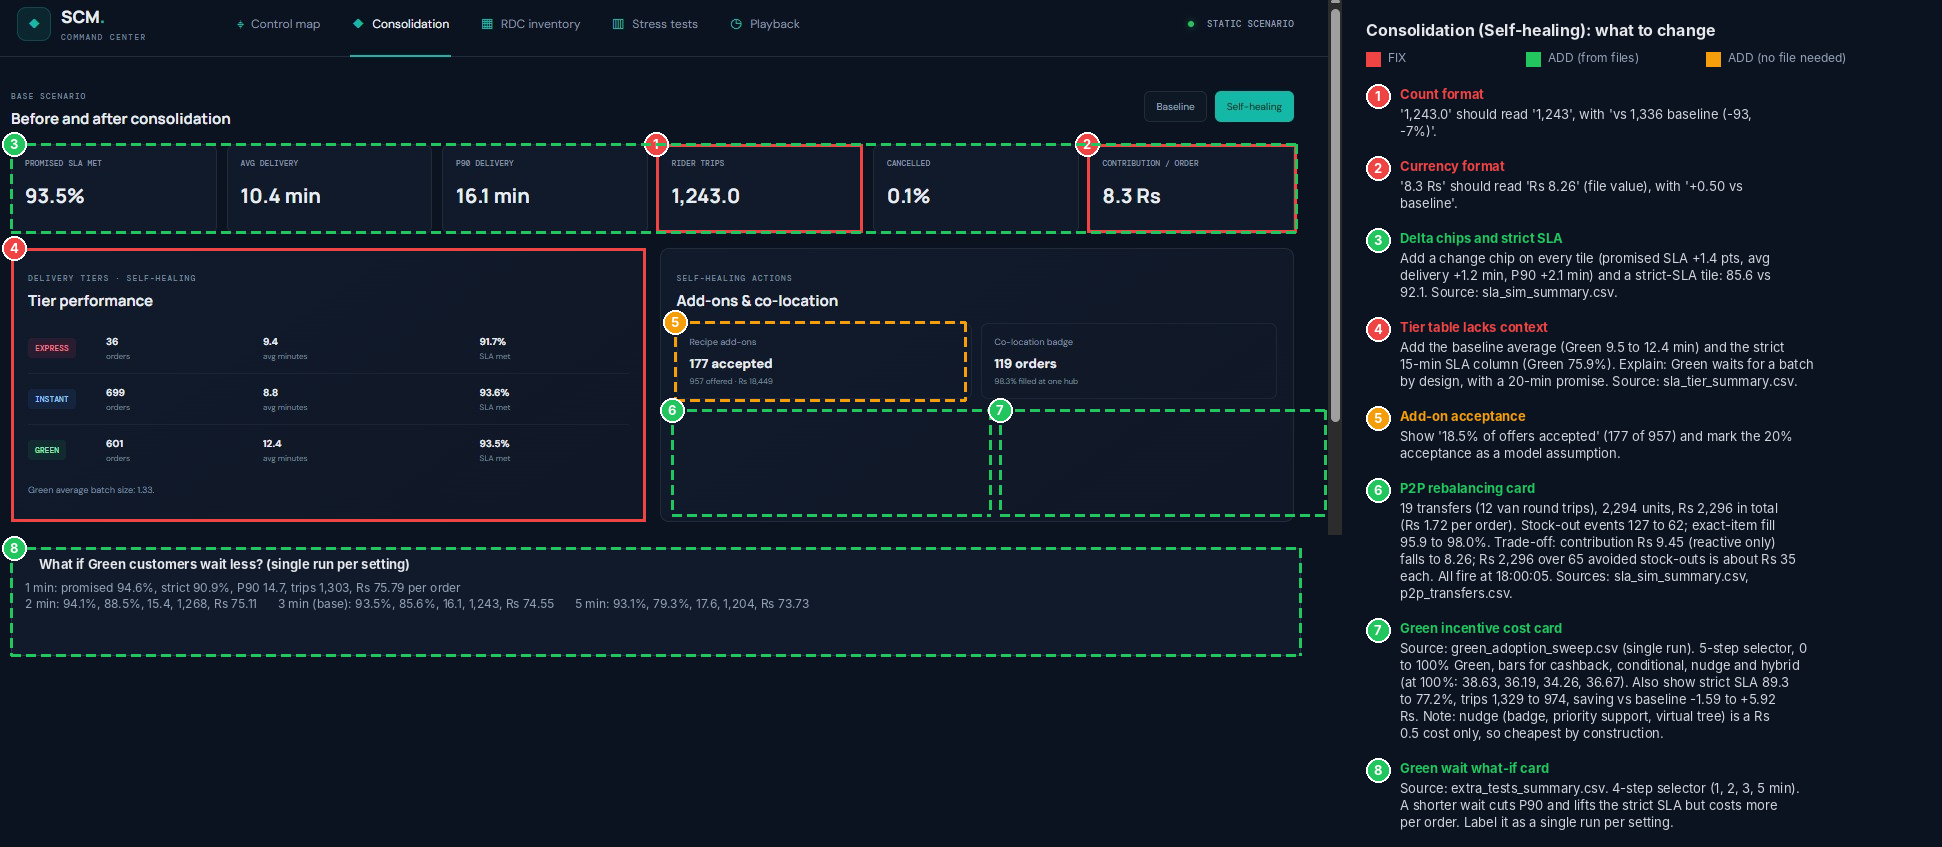 SCM.
COMMAND CENTER
Control map
Consolidation
RDC inventory
Stress tests
Playback
STATIC SCENARIO
BASE SCENARIO
Before and after consolidation
Baseline
Self-healing
3
1
2
PROMISED SLA MET
93.5%
AVG DELIVERY
10.4 min
P90 DELIVERY
16.1 min
RIDER TRIPS
1,243.0
CANCELLED
0.1%
CONTRIBUTION / ORDER
8.3 Rs
4
DELIVERY TIERS · SELF-HEALING
Tier performance
EXPRESS
36
orders
9.4
avg minutes
91.7%
SLA met
INSTANT
699
orders
8.8
avg minutes
93.6%
SLA met
GREEN
601
orders
12.4
avg minutes
93.5%
SLA met
Green average batch size: 1.33.
SELF-HEALING ACTIONS
Add-ons & co-location
5
Recipe add-ons
177 accepted
957 offered · Rs 18,449
Co-location badge
119 orders
98.3% filled at one hub
6
7
8
What if Green customers wait less? (single run per setting)
1 min: promised 94.6%, strict 90.9%, P90 14.7, trips 1,303, Rs 75.79 per order
2 min: 94.1%, 88.5%, 15.4, 1,268, Rs 75.11 3 min (base): 93.5%, 85.6%, 16.1, 1,243, Rs 74.55 5 min: 93.1%, 79.3%, 17.6, 1,204, Rs 73.73
Consolidation (Self-healing): what to change
FIX
ADD (from files)
ADD (no file needed)
1
Count format
'1,243.0' should read '1,243', with 'vs 1,336 baseline (-93,
-7%)'.
2
Currency format
'8.3 Rs' should read 'Rs 8.26' (file value), with '+0.50 vs
baseline'.
3
Delta chips and strict SLA
Add a change chip on every tile (promised SLA +1.4 pts, avg
delivery +1.2 min, P90 +2.1 min) and a strict-SLA tile: 85.6 vs
92.1. Source: sla_sim_summary.csv.
4
Tier table lacks context
Add the baseline average (Green 9.5 to 12.4 min) and the strict
15-min SLA column (Green 75.9%). Explain: Green waits for a batch
by design, with a 20-min promise. Source: sla_tier_summary.csv.
5
Add-on acceptance
Show '18.5% of offers accepted' (177 of 957) and mark the 20%
acceptance as a model assumption.
6
P2P rebalancing card
19 transfers (12 van round trips), 2,294 units, Rs 2,296 in total
(Rs 1.72 per order). Stock-out events 127 to 62; exact-item fill
95.9 to 98.0%. Trade-off: contribution Rs 9.45 (reactive only)
falls to 8.26; Rs 2,296 over 65 avoided stock-outs is about Rs 35
each. All fire at 18:00:05. Sources: sla_sim_summary.csv,
p2p_transfers.csv.
7
Green incentive cost card
Source: green_adoption_sweep.csv (single run). 5-step selector, 0
to 100% Green, bars for cashback, conditional, nudge and hybrid
(at 100%: 38.63, 36.19, 34.26, 36.67). Also show strict SLA 89.3
to 77.2%, trips 1,329 to 974, saving vs baseline -1.59 to +5.92
Rs. Note: nudge (badge, priority support, virtual tree) is a Rs
0.5 cost only, so cheapest by construction.
8
Green wait what-if card
Source: extra_tests_summary.csv. 4-step selector (1, 2, 3, 5 min).
A shorter wait cuts P90 and lifts the strict SLA but costs more
per order. Label it as a single run per setting.